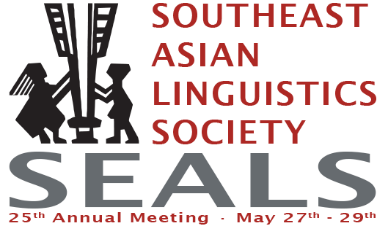 SOUTHEAST
ASIAN
LINGUISTICS
SOCIETY
SEALS
25th Annual Meeting · May 27th - 29th